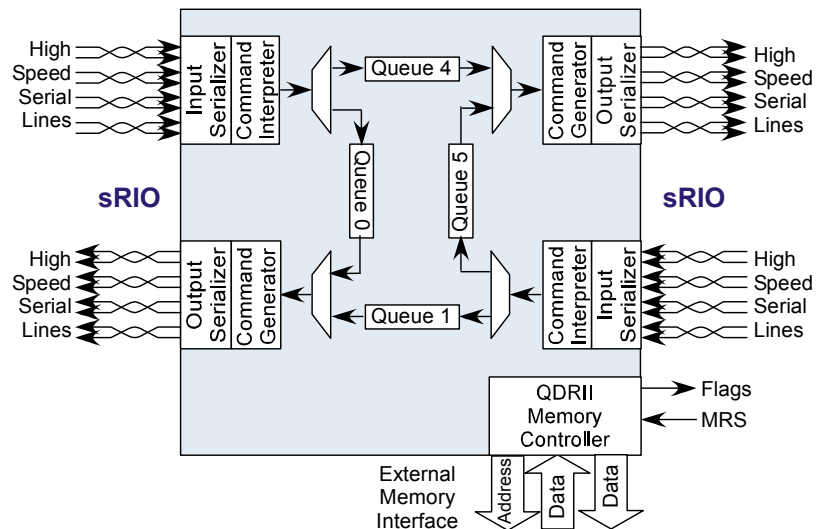 High
Speed
Serial
Lines
Input
Serializer
Command
Interpreter
Queue 4
Command
Generator
Output
Serializer
High
Speed
Serial
Lines
Queue 0
Queue 5
sRIO
sRIO
High
Speed
Serial
Lines
Output
Serializer
Command
Generator
Queue 1
Command
Interpreter
Input
Serializer
High
Speed
Serial
Lines
QDRII
Memory
Controller
Flags
MRS
External
Memory
Interface
Address
Data
Data